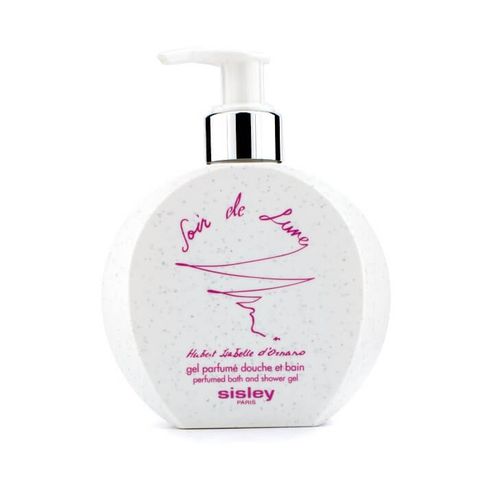 Soir de Lune
Hubert Isabelle d'Ornano
gel parfumé douche et bain
perfumed bath and shower gel
sisley
PARIS